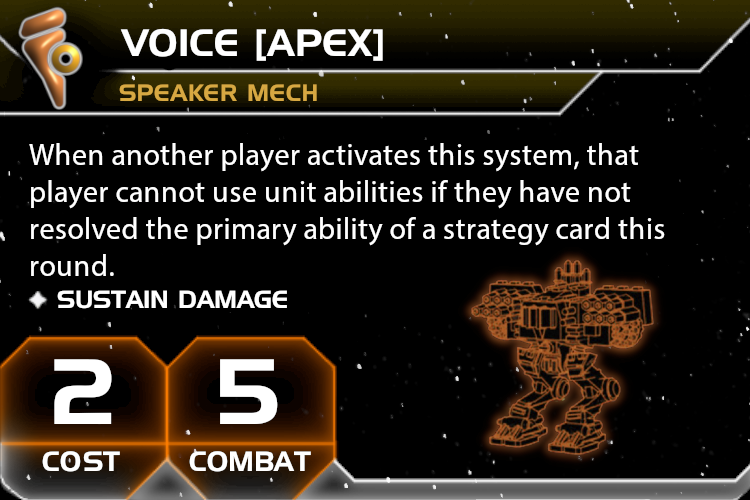 VOICE [APEX]
SPEAKER MECH
When another player activates this system, that
player cannot use unit abilities if they have not
resolved the primary ability of a strategy card this
round.
SUSTAIN DAMAGE
2 5
COST COMBAT